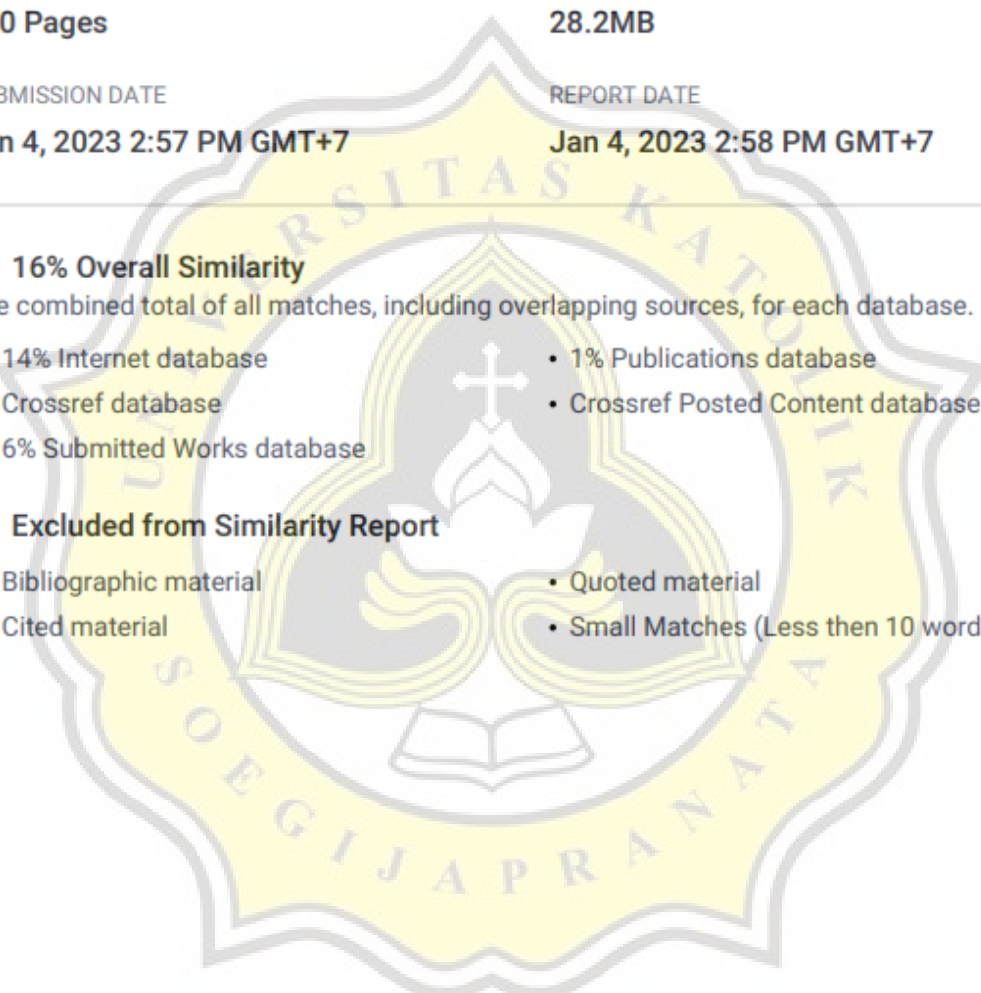 0 Pages 28.2MB
BMISSION DATE REPORT DATE
n 4, 2023 2:57 PM GMT+7 Jan 4, 2023 2:58 PM GMT+7
16% Overall Similarity
e combined total of all matches, including overlapping sources, for each database.
14% Internet database • 1% Publications database
Crossref database • Crossref Posted Content database
6% Submitted Works database
Excluded from Similarity Report
Bibliographic material • Quoted material
Cited material • Small Matches (Less then 10 word
UNIVERSITAS KATOLIK
SOEGIJAPRANATA